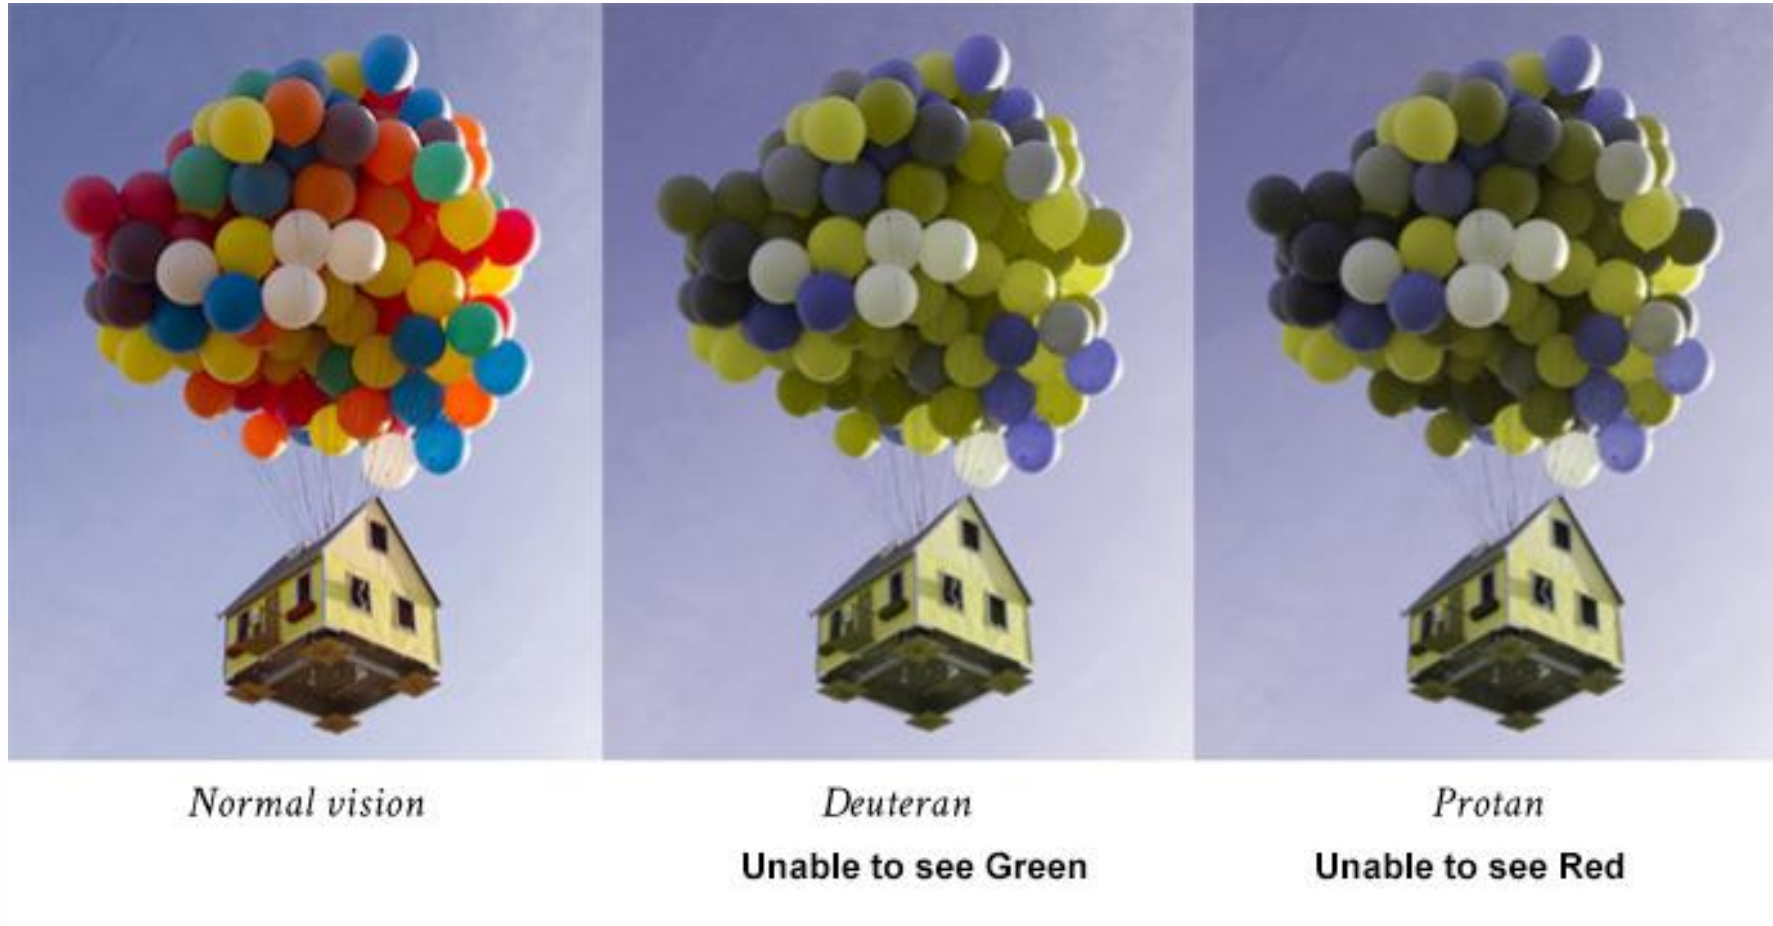 Normal vision
Deuteran
Protan
Unable to see Green
Unable to see Red